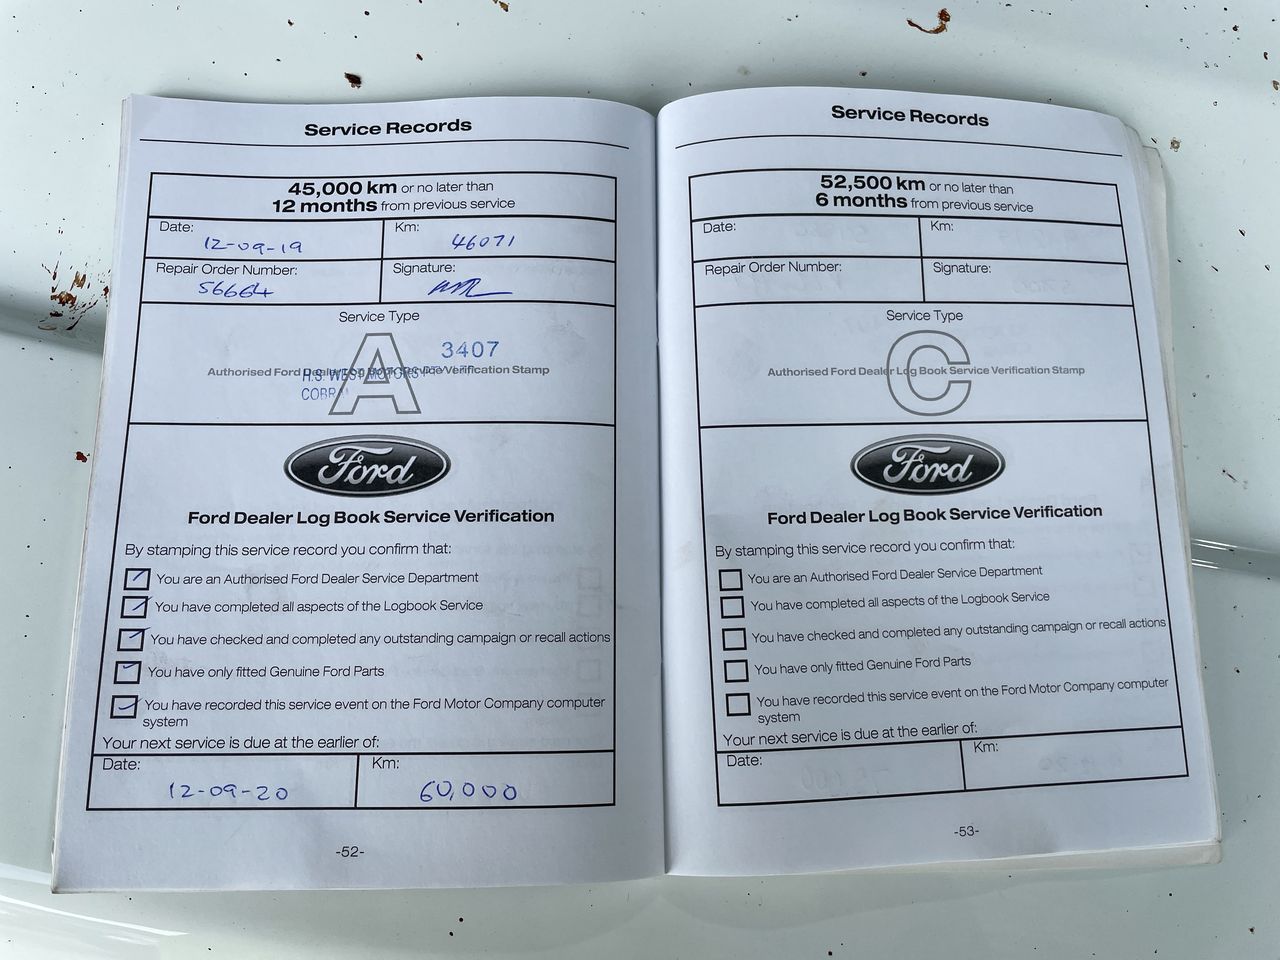 Service Records
45,000 km or no later than
12 months from previous service
Date:
12-09-19
Km:
46071
Repair Order Number:
56664
Signature:
Service Type
A
3407
Authorised Ford Dealer Log Book Service Verification Stamp
H.S. WEST MOTORS PTY LTD
Ford
Ford Dealer Log Book Service Verification
By stamping this service record you confirm that:
You are an Authorised Ford Dealer Service Department
You have completed all aspects of the Logbook Service
You have checked and completed any outstanding campaign or recall actions
You have only fitted Genuine Ford Parts
You have recorded this service event on the Ford Motor Company computer
system
Your next service is due at the earlier of:
Date:
12-09-20
Km:
60,000
-52-
Service Records
52,500 km or no later than
6 months from previous service
Date:
Km:
Repair Order Number:
Signature:
Service Type
C
Authorised Ford Dealer Log Book Service Verification Stamp
Ford
Ford Dealer Log Book Service Verification
By stamping this service record you confirm that:
You are an Authorised Ford Dealer Service Department
You have completed all aspects of the Logbook Service
You have checked and completed any outstanding campaign or recall actions
You have only fitted Genuine Ford Parts
You have recorded this service event on the Ford Motor Company computer
system
Your next service is due at the earlier of:
Date:
Km:
-53-